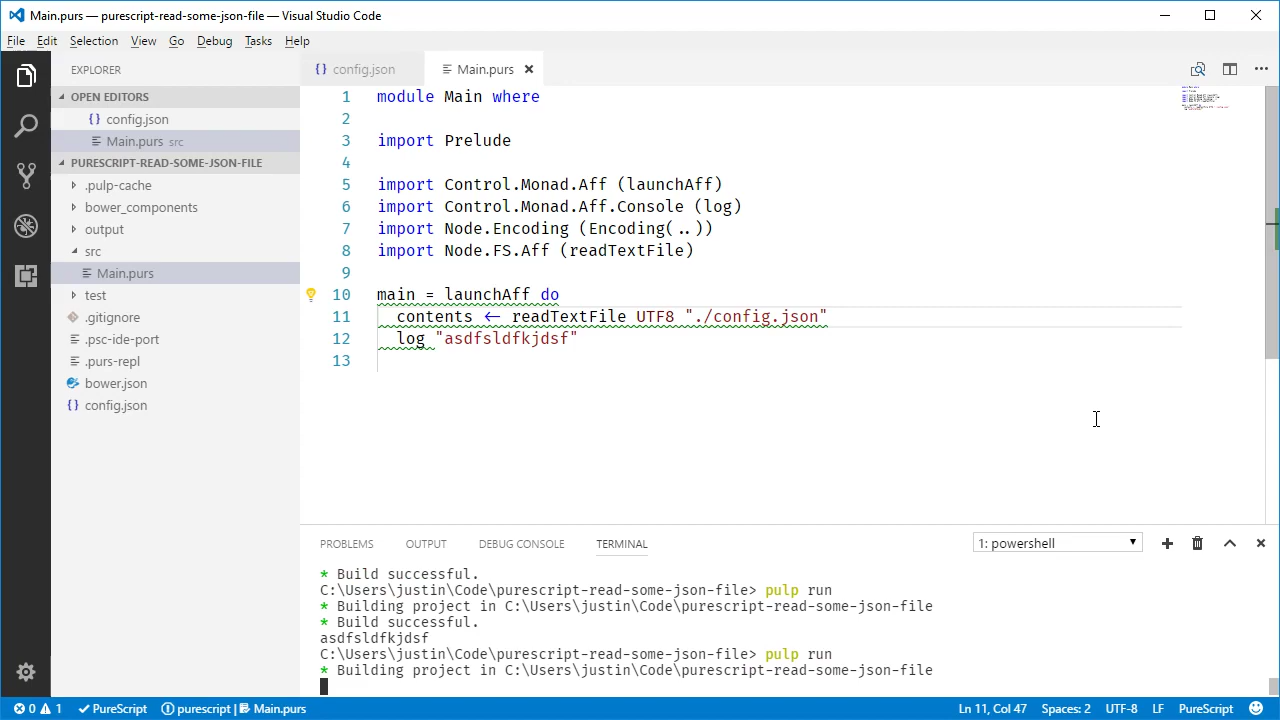 Main.purs — purescript-read-some-json-file — Visual Studio Code
File Edit Selection View Go Debug Tasks Help
EXPLORER
OPEN EDITORS
{} config.json
Main.purs src
PURESCRIPT-READ-SOME-JSON-FILE
.pulp-cache
bower_components
output
src
Main.purs
test
.gitignore
.psc-ide-port
.purs-repl
bower.json
{} config.json
{} config.json
Main.purs
1 module Main where
2
3 import Prelude
4
5 import Control.Monad.Aff (launchAff)
6 import Control.Monad.Aff.Console (log)
7 import Node.Encoding (Encoding(..))
8 import Node.FS.Aff (readTextFile)
9
10 main = launchAff do
11 contents <- readTextFile UTF8 "./config.json"
12 log "asdfsldfkjdsf"
13
PROBLEMS OUTPUT DEBUG CONSOLE TERMINAL
1: powershell
* Build successful.
C:\Users\justin\Code\purescript-read-some-json-file> pulp run
* Building project in C:\Users\justin\Code\purescript-read-some-json-file
* Build successful.
asdfsldfkjdsf
C:\Users\justin\Code\purescript-read-some-json-file> pulp run
* Building project in C:\Users\justin\Code\purescript-read-some-json-file
0 1 PureScript purescript | Main.purs Ln 11, Col 47 Spaces: 2 UTF-8 LF PureScript